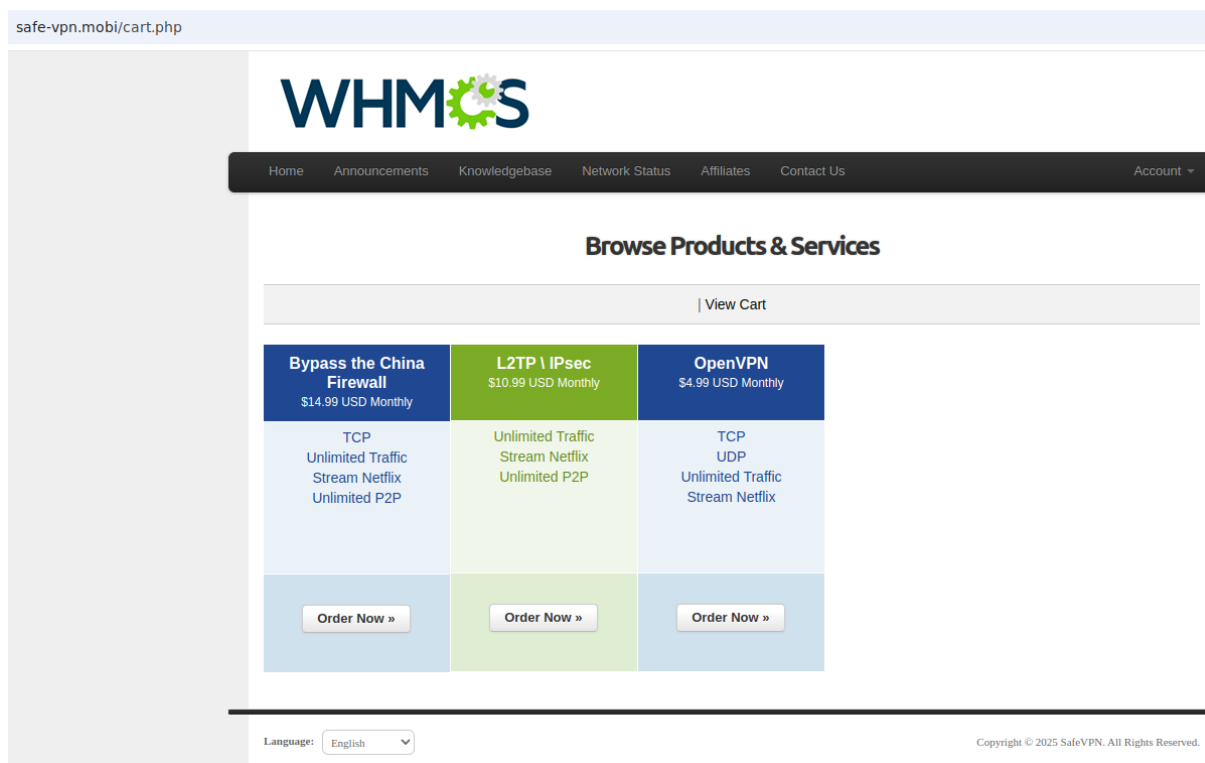 safe-vpn.mobi/cart.php
WHMCS
Home Announcements Knowledgebase Network Status Affiliates Contact Us Account
Browse Products & Services
| View Cart
Bypass the China
Firewall
$14.99 USD Monthly
TCP
Unlimited Traffic
Stream Netflix
Unlimited P2P
Order Now »
L2TP \ IPsec
$10.99 USD Monthly
Unlimited Traffic
Stream Netflix
Unlimited P2P
Order Now »
OpenVPN
$4.99 USD Monthly
TCP
UDP
Unlimited Traffic
Stream Netflix
Order Now »
Language: English
Copyright © 2025 SafeVPN. All Rights Reserved.